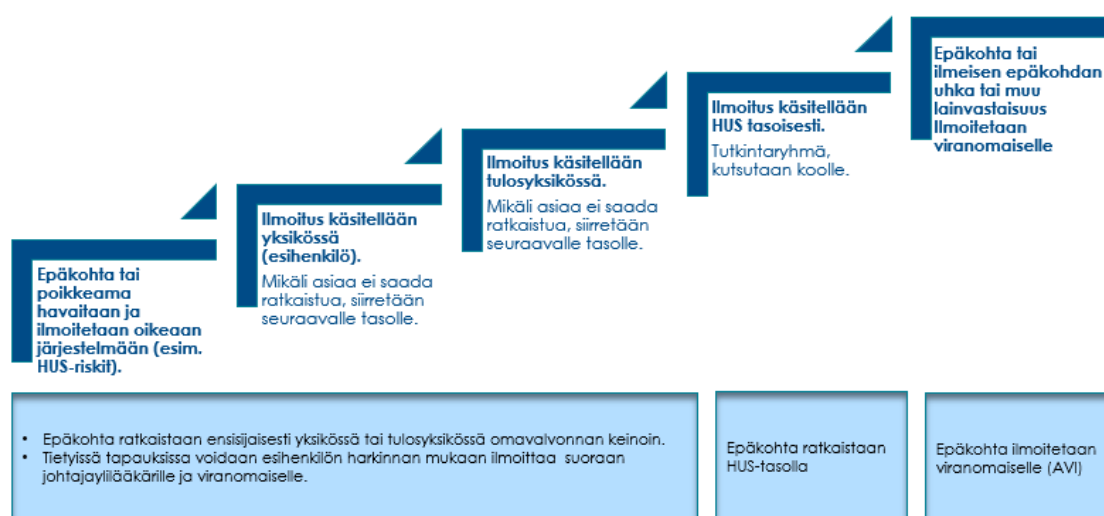 Epäkohta tai
poikkeama
havaitaan ja
ilmoitetaan oikeaan
järjestelmään (esim.
HUS-riskit).
Ilmoitus käsitellään
yksikössä
(esihenkilö).
Mikäli asiaa ei saada
ratkaistua, siirretään
seuraavalle tasolle.
Ilmoitus käsitellään
tulosyksikössä.
Mikäli asiaa ei saada
ratkaistua, siirretään
seuraavalle tasolle.
Ilmoitus käsitellään
HUS tasoisesti.
Tutkintaryhmä,
kutsutaan koolle.
Epäkohta tai
ilmeisen epäkohdan
uhka tai muu
lainvastaisuus
Ilmoitetaan
viranomaiselle
• Epäkohta ratkaistaan ensisijaisesti yksikössä tai tulosyksikössä omavalvonnan keinoin.
• Tietyissä tapauksissa voidaan esihenkilön harkinnan mukaan ilmoittaa suoraan
johtajaylilääkärille ja viranomaiselle.
Epäkohta ratkaistaan
HUS-tasolla
Epäkohta ilmoitetaan
viranomaiselle (AVI)